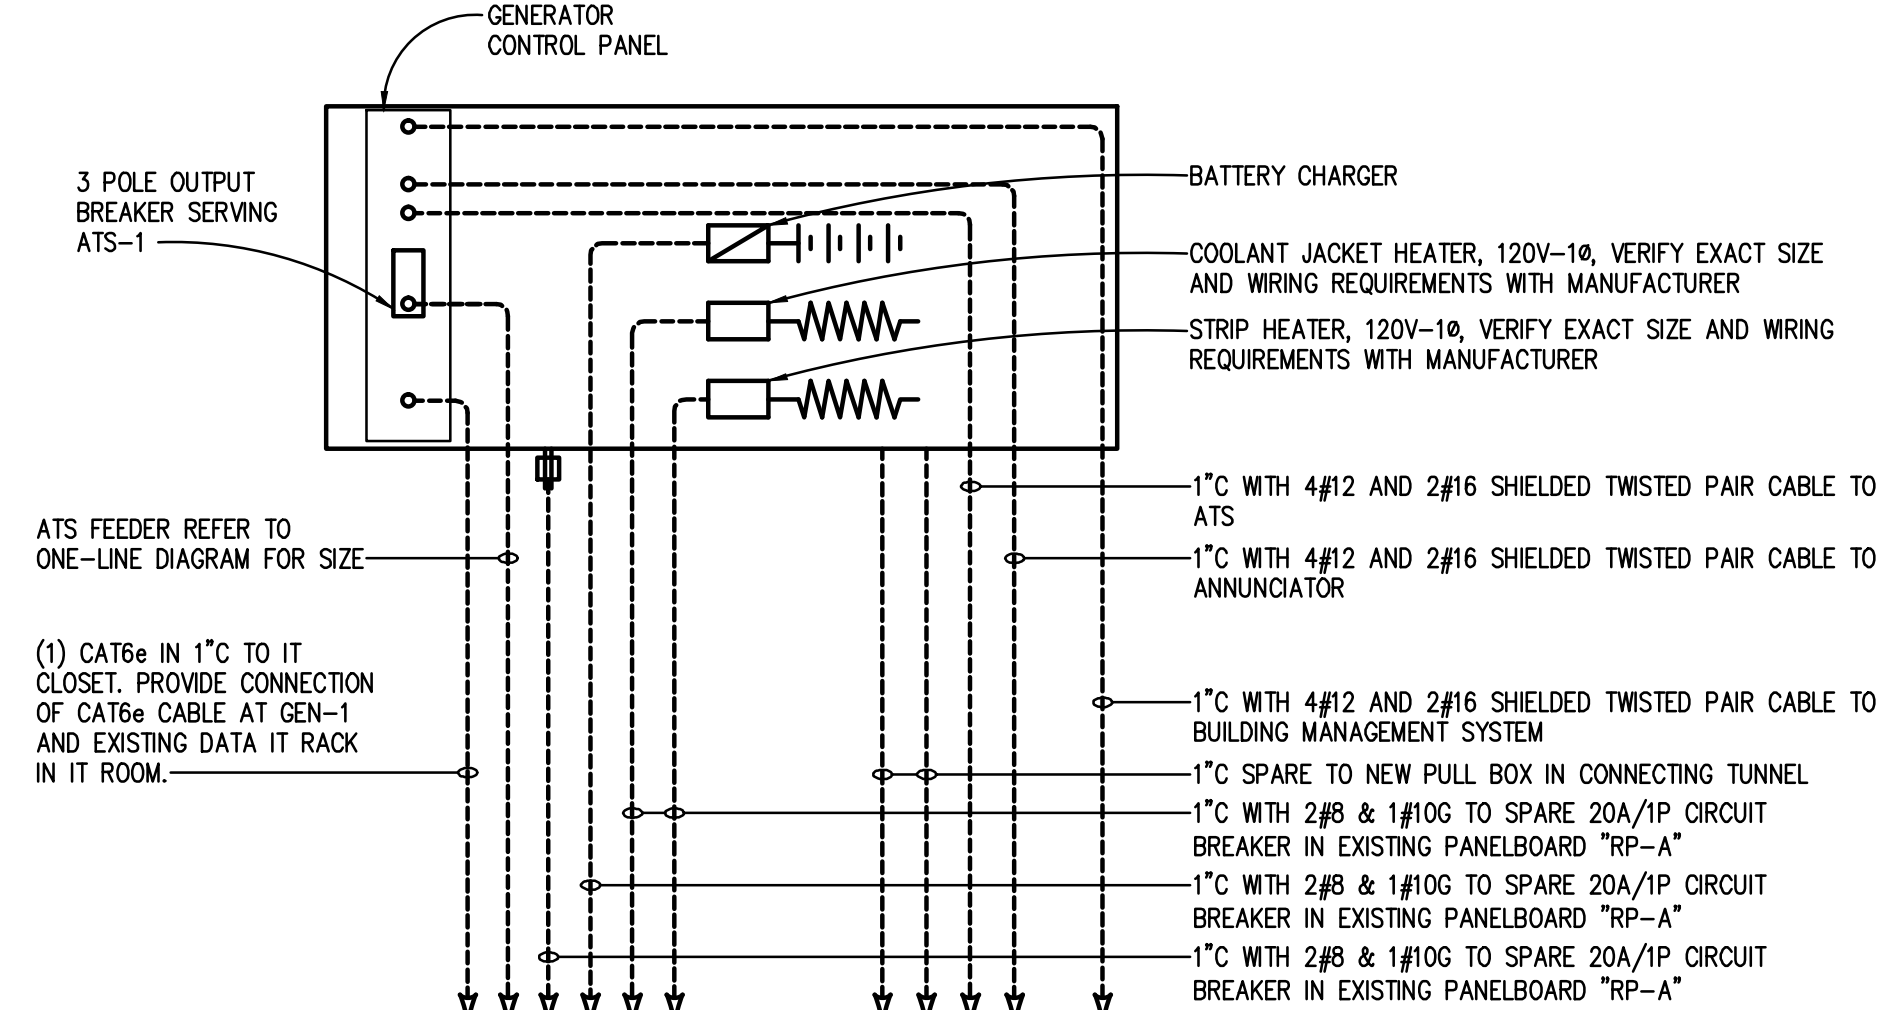 GENERATOR
CONTROL PANEL
3 POLE OUTPUT
BREAKER SERVING
ATS-1
BATTERY CHARGER
COOLANT JACKET HEATER, 120V-1Ø, VERIFY EXACT SIZE
AND WIRING REQUIREMENTS WITH MANUFACTURER
STRIP HEATER, 120V-1Ø, VERIFY EXACT SIZE AND WIRING
REQUIREMENTS WITH MANUFACTURER
ATS FEEDER REFER TO
ONE-LINE DIAGRAM FOR SIZE
(1) CAT6e IN 1"C TO IT
CLOSET. PROVIDE CONNECTION
OF CAT6e CABLE AT GEN-1
AND EXISTING DATA IT RACK
IN IT ROOM.
1"C WITH 4#12 AND 2#16 SHIELDED TWISTED PAIR CABLE TO
ATS
1"C WITH 4#12 AND 2#16 SHIELDED TWISTED PAIR CABLE TO
ANNUNCIATOR
1"C WITH 4#12 AND 2#16 SHIELDED TWISTED PAIR CABLE TO
BUILDING MANAGEMENT SYSTEM
1"C SPARE TO NEW PULL BOX IN CONNECTING TUNNEL
1"C WITH 2#8 & 1#10G TO SPARE 20A/1P CIRCUIT
BREAKER IN EXISTING PANELBOARD "RP-A"
1"C WITH 2#8 & 1#10G TO SPARE 20A/1P CIRCUIT
BREAKER IN EXISTING PANELBOARD "RP-A"
1"C WITH 2#8 & 1#10G TO SPARE 20A/1P CIRCUIT
BREAKER IN EXISTING PANELBOARD "RP-A"